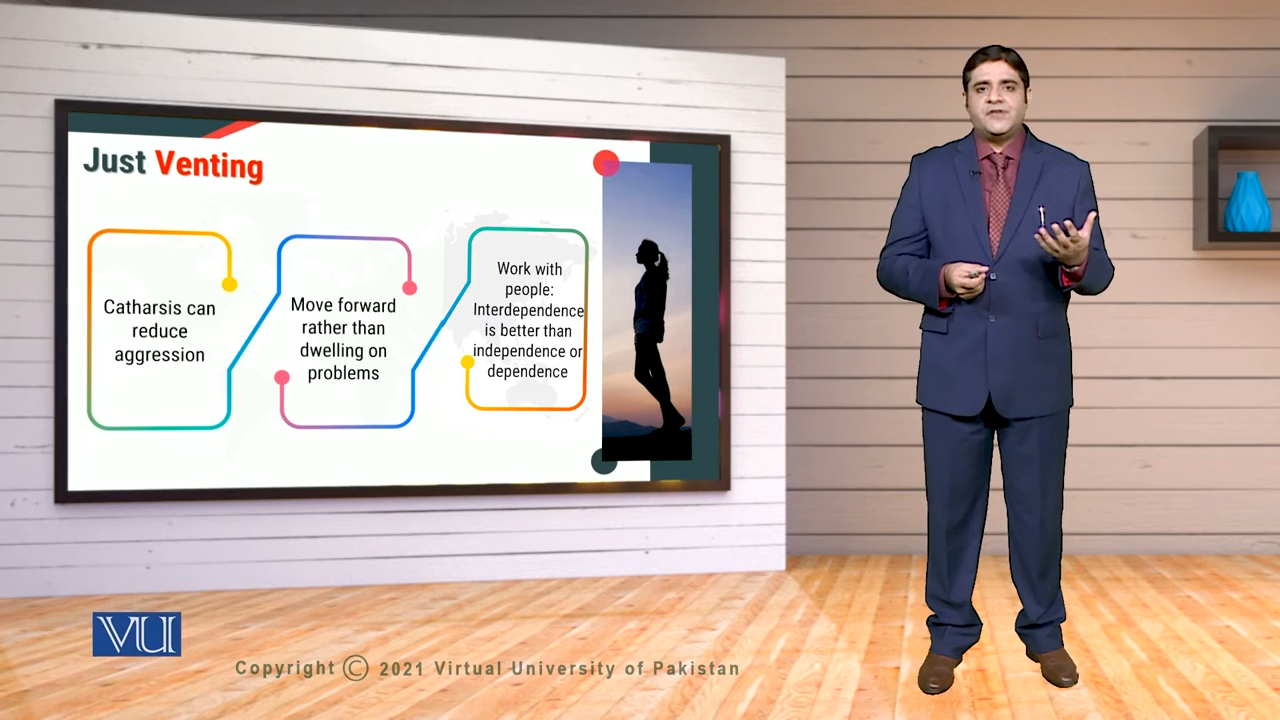 Just Venting
Catharsis can
reduce
aggression
Move forward
rather than
dwelling on
problems
Work with
people:
Interdependence
is better than
independence or
dependence
VU
Copyright © 2021 Virtual University of Pakistan